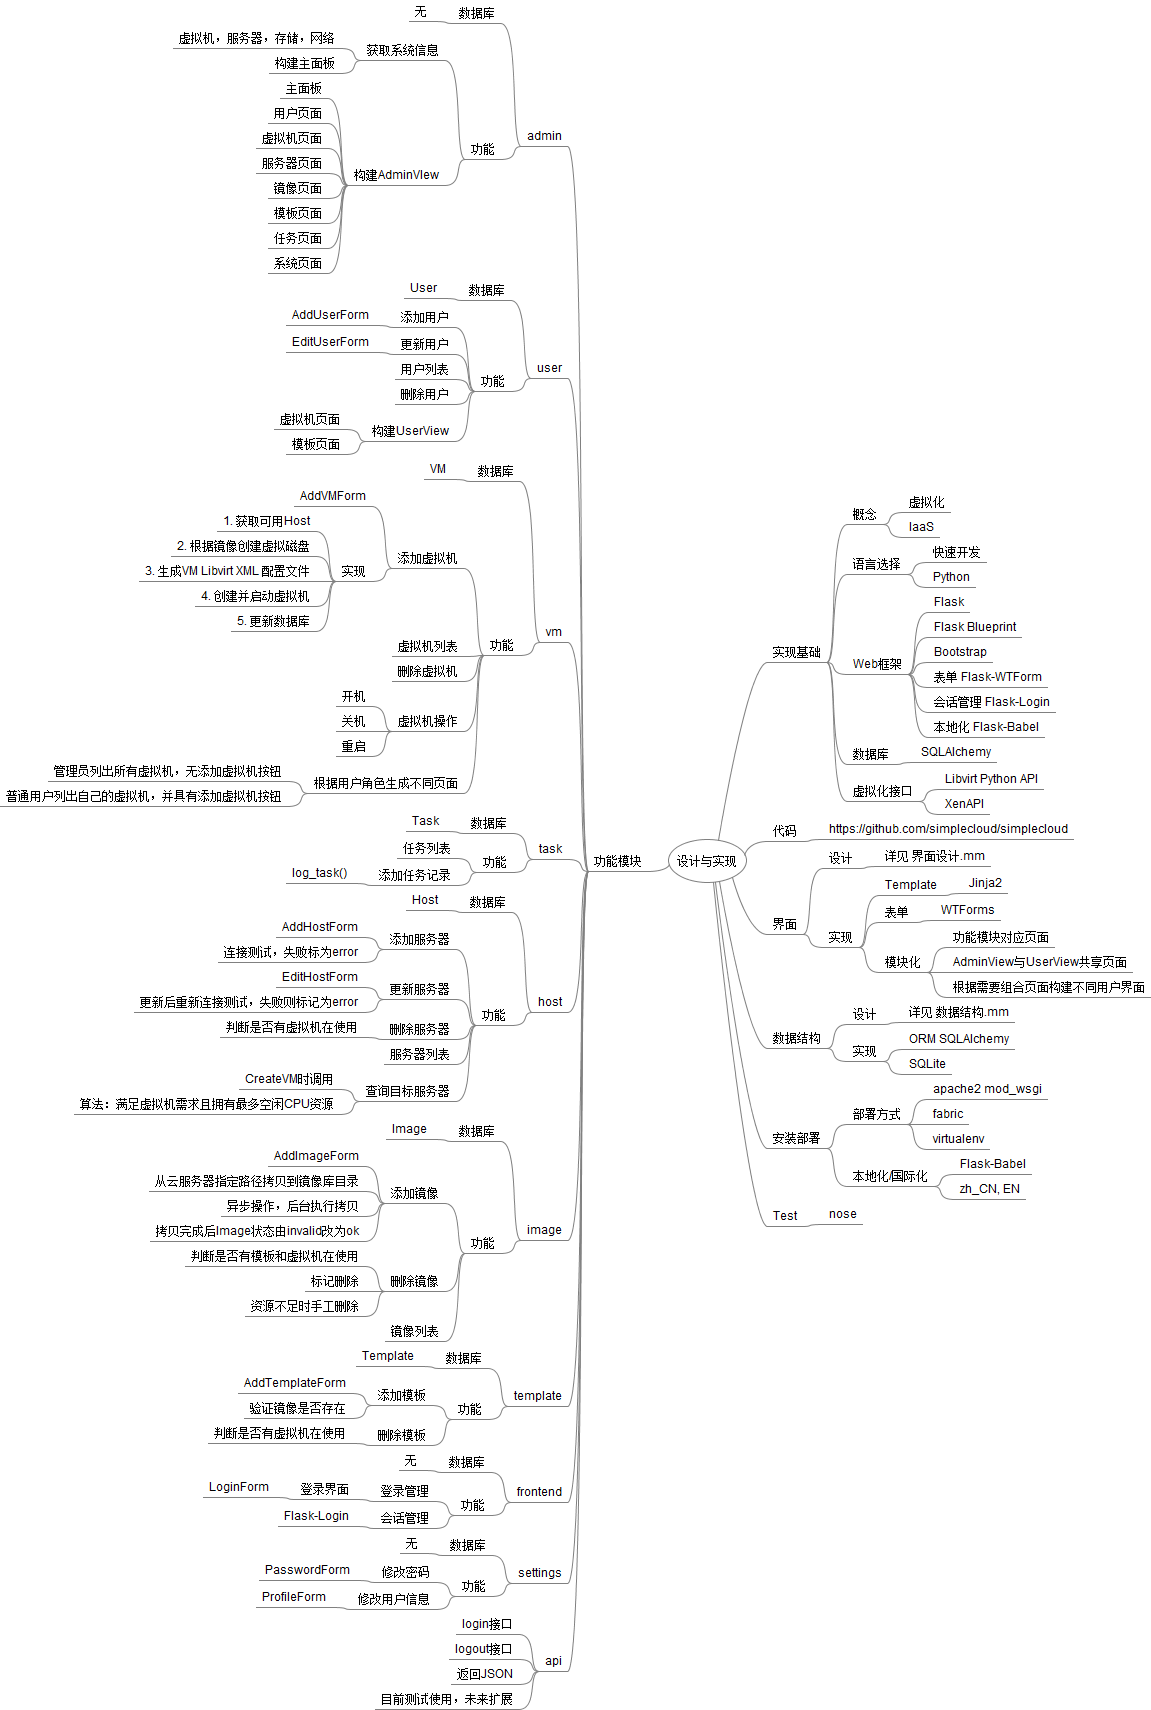 设计与实现
功能模块
admin
数据库
无
功能
获取系统信息
虚拟机，服务器，存储，网络
构建主面板
构建AdminVIew
主面板
用户页面
虚拟机页面
服务器页面
镜像页面
模板页面
任务页面
系统页面
user
数据库
User
功能
添加用户
AddUserForm
更新用户
EditUserForm
用户列表
删除用户
构建UserView
虚拟机页面
模板页面
vm
数据库
VM
功能
添加虚拟机
AddVMForm
实现
1. 获取可用Host
2. 根据镜像创建虚拟磁盘
3. 生成VM Libvirt XML 配置文件
4. 创建并启动虚拟机
5. 更新数据库
虚拟机列表
删除虚拟机
虚拟机操作
开机
关机
重启
根据用户角色生成不同页面
管理员列出所有虚拟机，无添加虚拟机按钮
普通用户列出自己的虚拟机，并具有添加虚拟机按钮
task
数据库
Task
功能
任务列表
添加任务记录
log_task()
host
数据库
Host
功能
添加服务器
AddHostForm
连接测试，失败标为error
更新服务器
EditHostForm
更新后重新连接测试，失败则标记为error
删除服务器
判断是否有虚拟机在使用
服务器列表
查询目标服务器
CreateVM时调用
算法：满足虚拟机需求且拥有最多空闲CPU资源
image
数据库
Image
功能
添加镜像
AddImageForm
从云服务器指定路径拷贝到镜像库目录
异步操作，后台执行拷贝
拷贝完成后Image状态由invalid改为ok
删除镜像
判断是否有模板和虚拟机在使用
标记删除
资源不足时手工删除
镜像列表
template
数据库
Template
功能
添加模板
AddTemplateForm
验证镜像是否存在
删除模板
判断是否有虚拟机在使用
frontend
数据库
无
功能
登录管理
登录界面
LoginForm
会话管理
Flask-Login
settings
数据库
无
功能
修改密码
PasswordForm
修改用户信息
ProfileForm
api
login接口
logout接口
返回JSON
目前测试使用，未来扩展
实现基础
概念
虚拟化
IaaS
语言选择
快速开发
Python
Web框架
Flask
Flask Blueprint
Bootstrap
表单 Flask-WTForm
会话管理 Flask-Login
本地化 Flask-Babel
数据库
SQLAlchemy
虚拟化接口
Libvirt Python API
XenAPI
代码
https://github.com/simplecloud/simplecloud
界面
设计
详见 界面设计.mm
实现
Template
Jinja2
表单
WTForms
模块化
功能模块对应页面
AdminView与UserView共享页面
根据需要组合页面构建不同用户界面
数据结构
设计
详见 数据结构.mm
实现
ORM SQLAlchemy
SQLite
安装部署
部署方式
apache2 mod_wsgi
fabric
virtualenv
本地化/国际化
Flask-Babel
zh_CN, EN
Test
nose